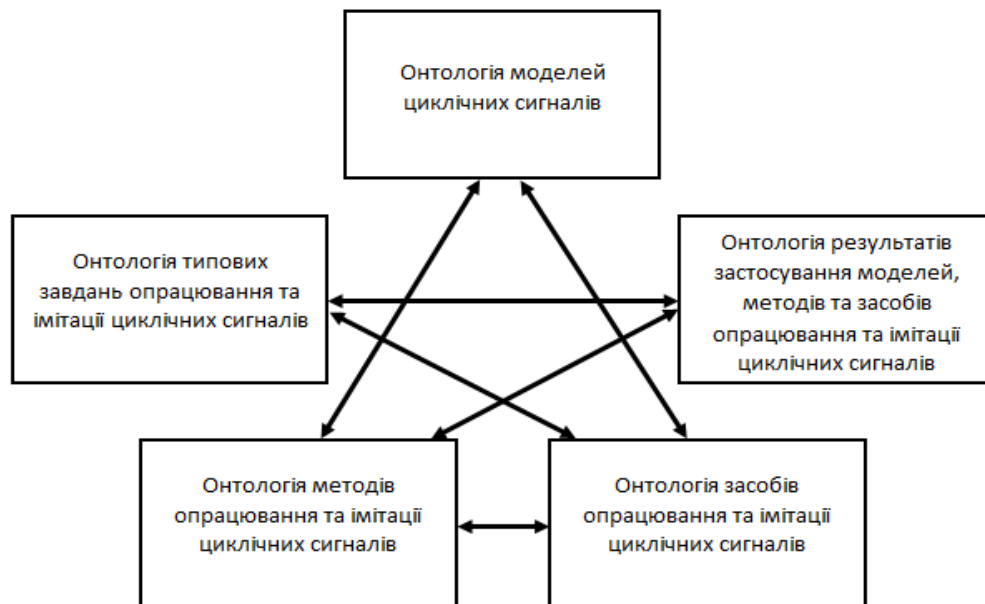 Онтологія моделей
циклічних сигналів
Онтологія типових
завдань опрацювання та
імітації циклічних сигналів
Онтологія результатів
застосування моделей,
методів та засобів
опрацювання та імітації
циклічних сигналів
Онтологія методів
опрацювання та імітації
циклічних сигналів
Онтологія засобів
опрацювання та імітації
циклічних сигналів